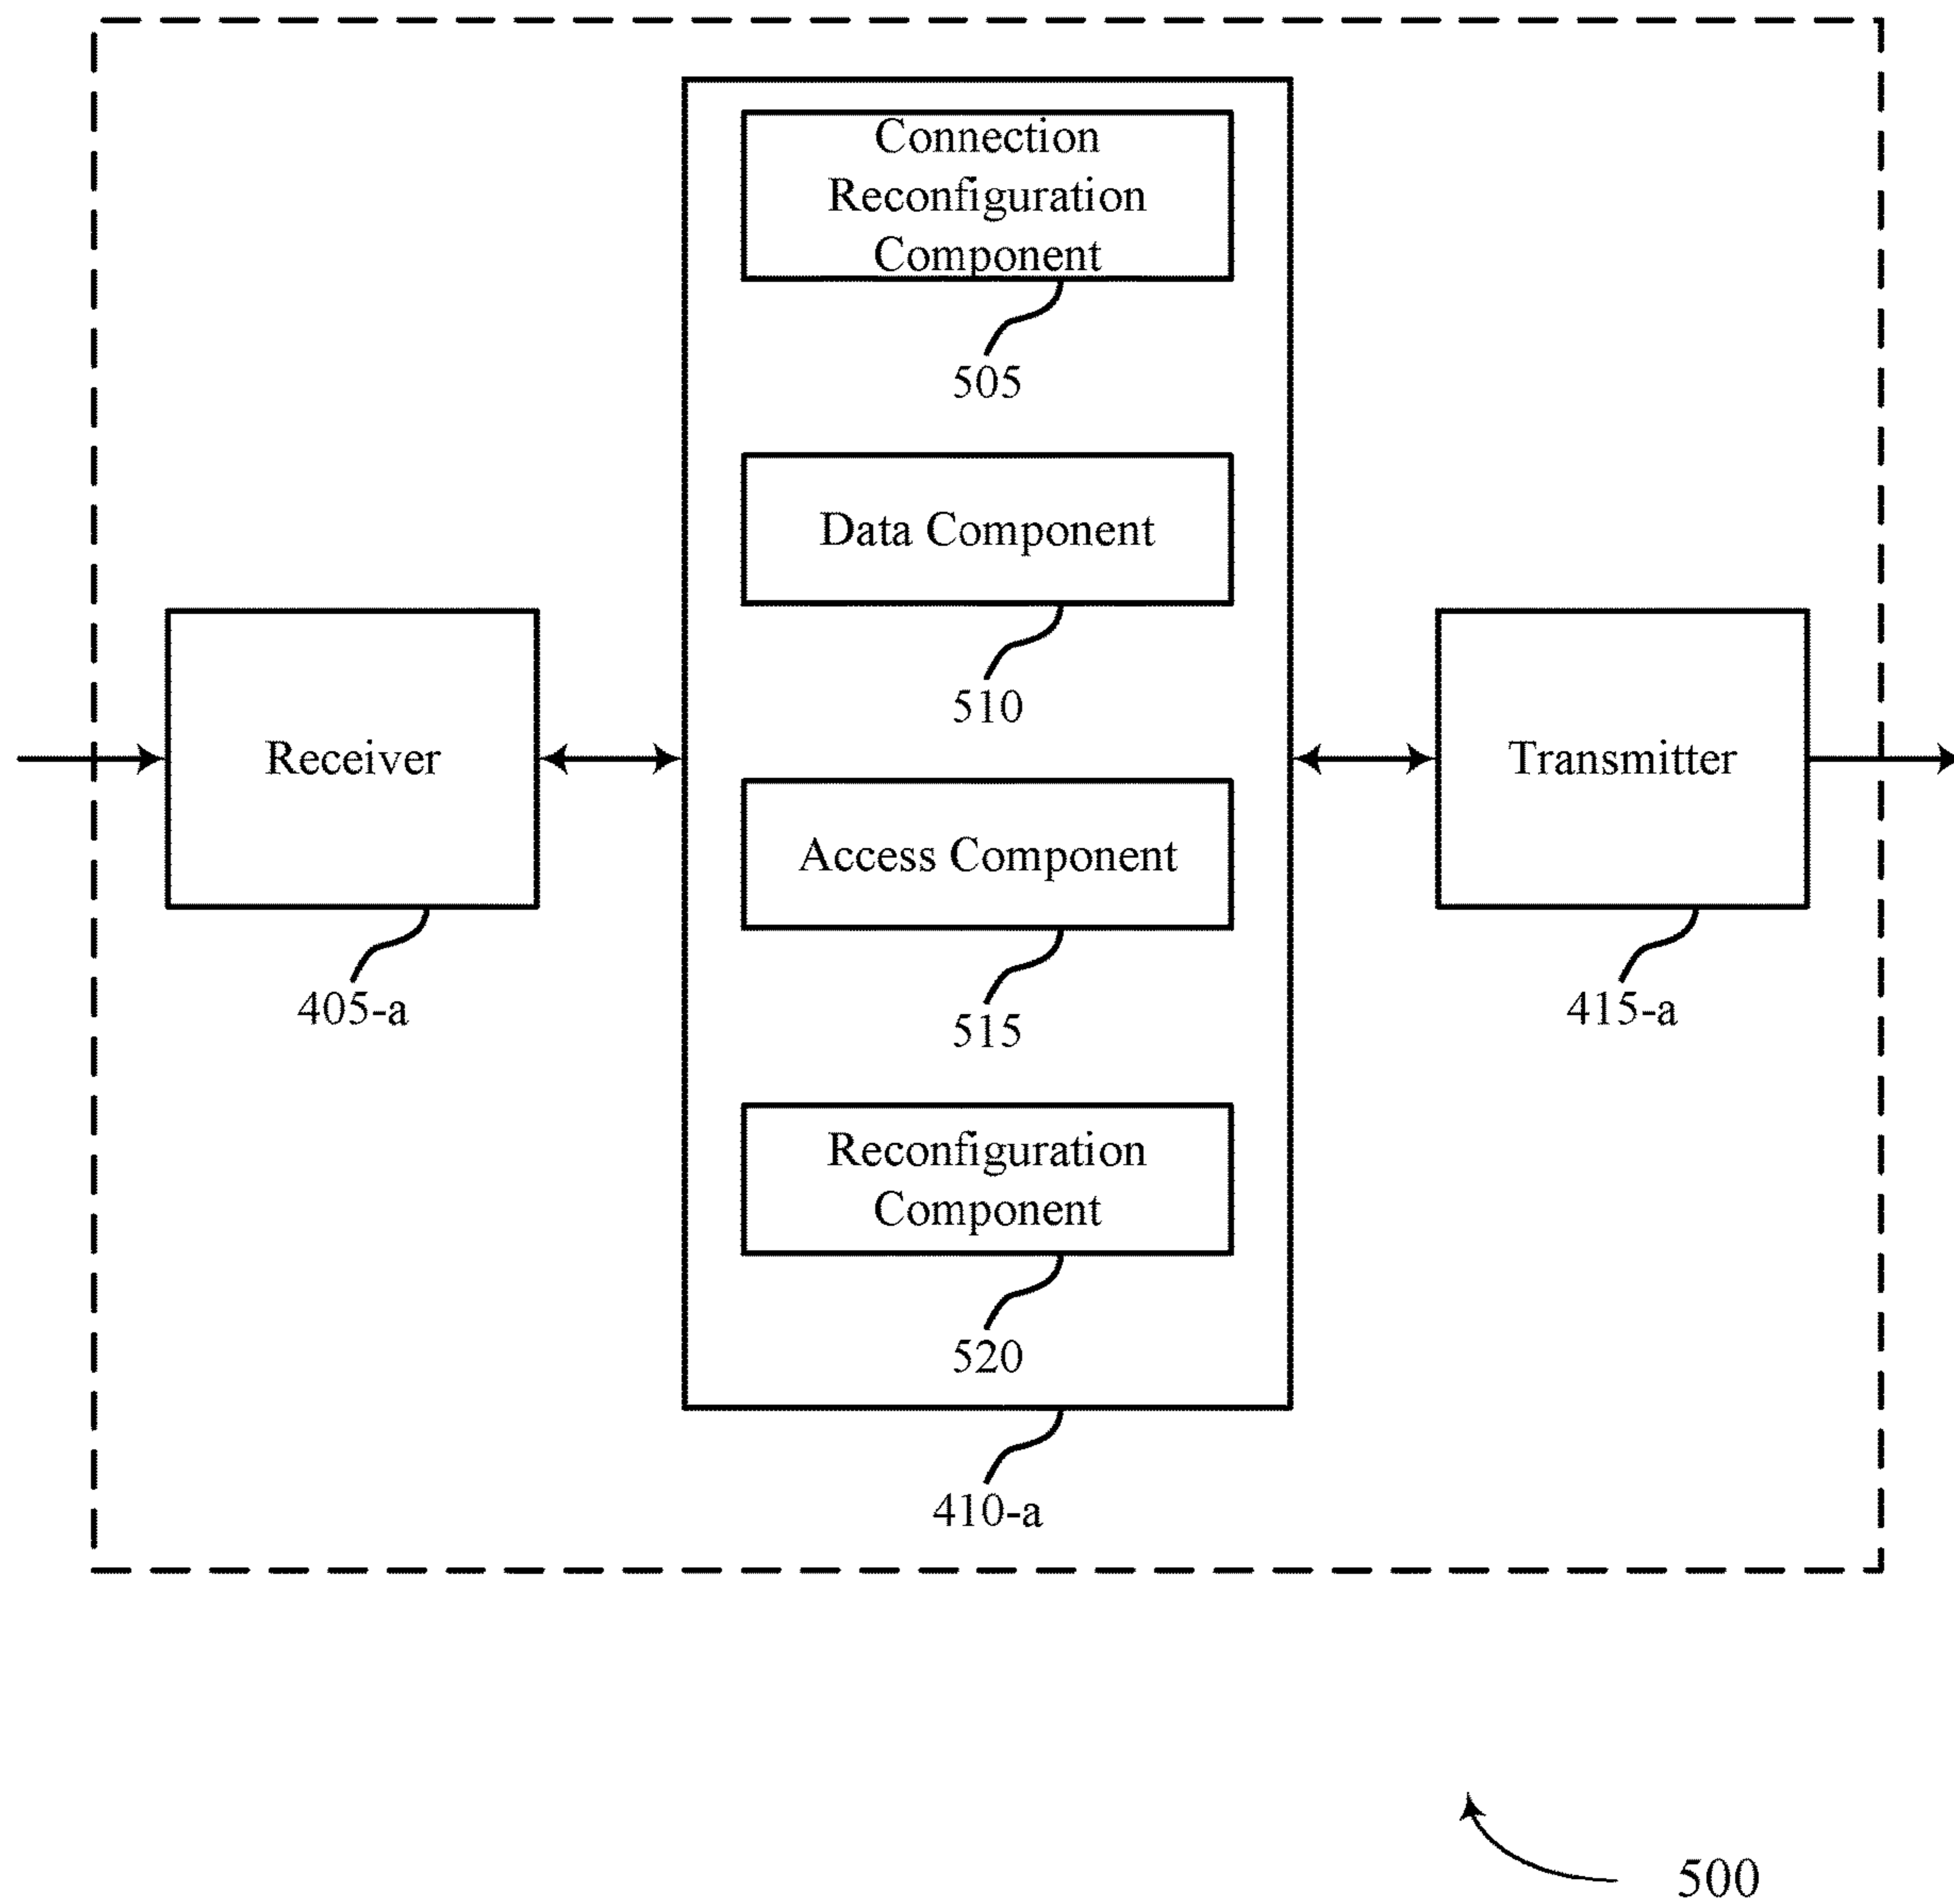 Connection
Reconfiguration
Component
505
Data Component
510
Receiver
405-a
Access Component
515
Transmitter
415-a
Reconfiguration
Component
520
410-a
500